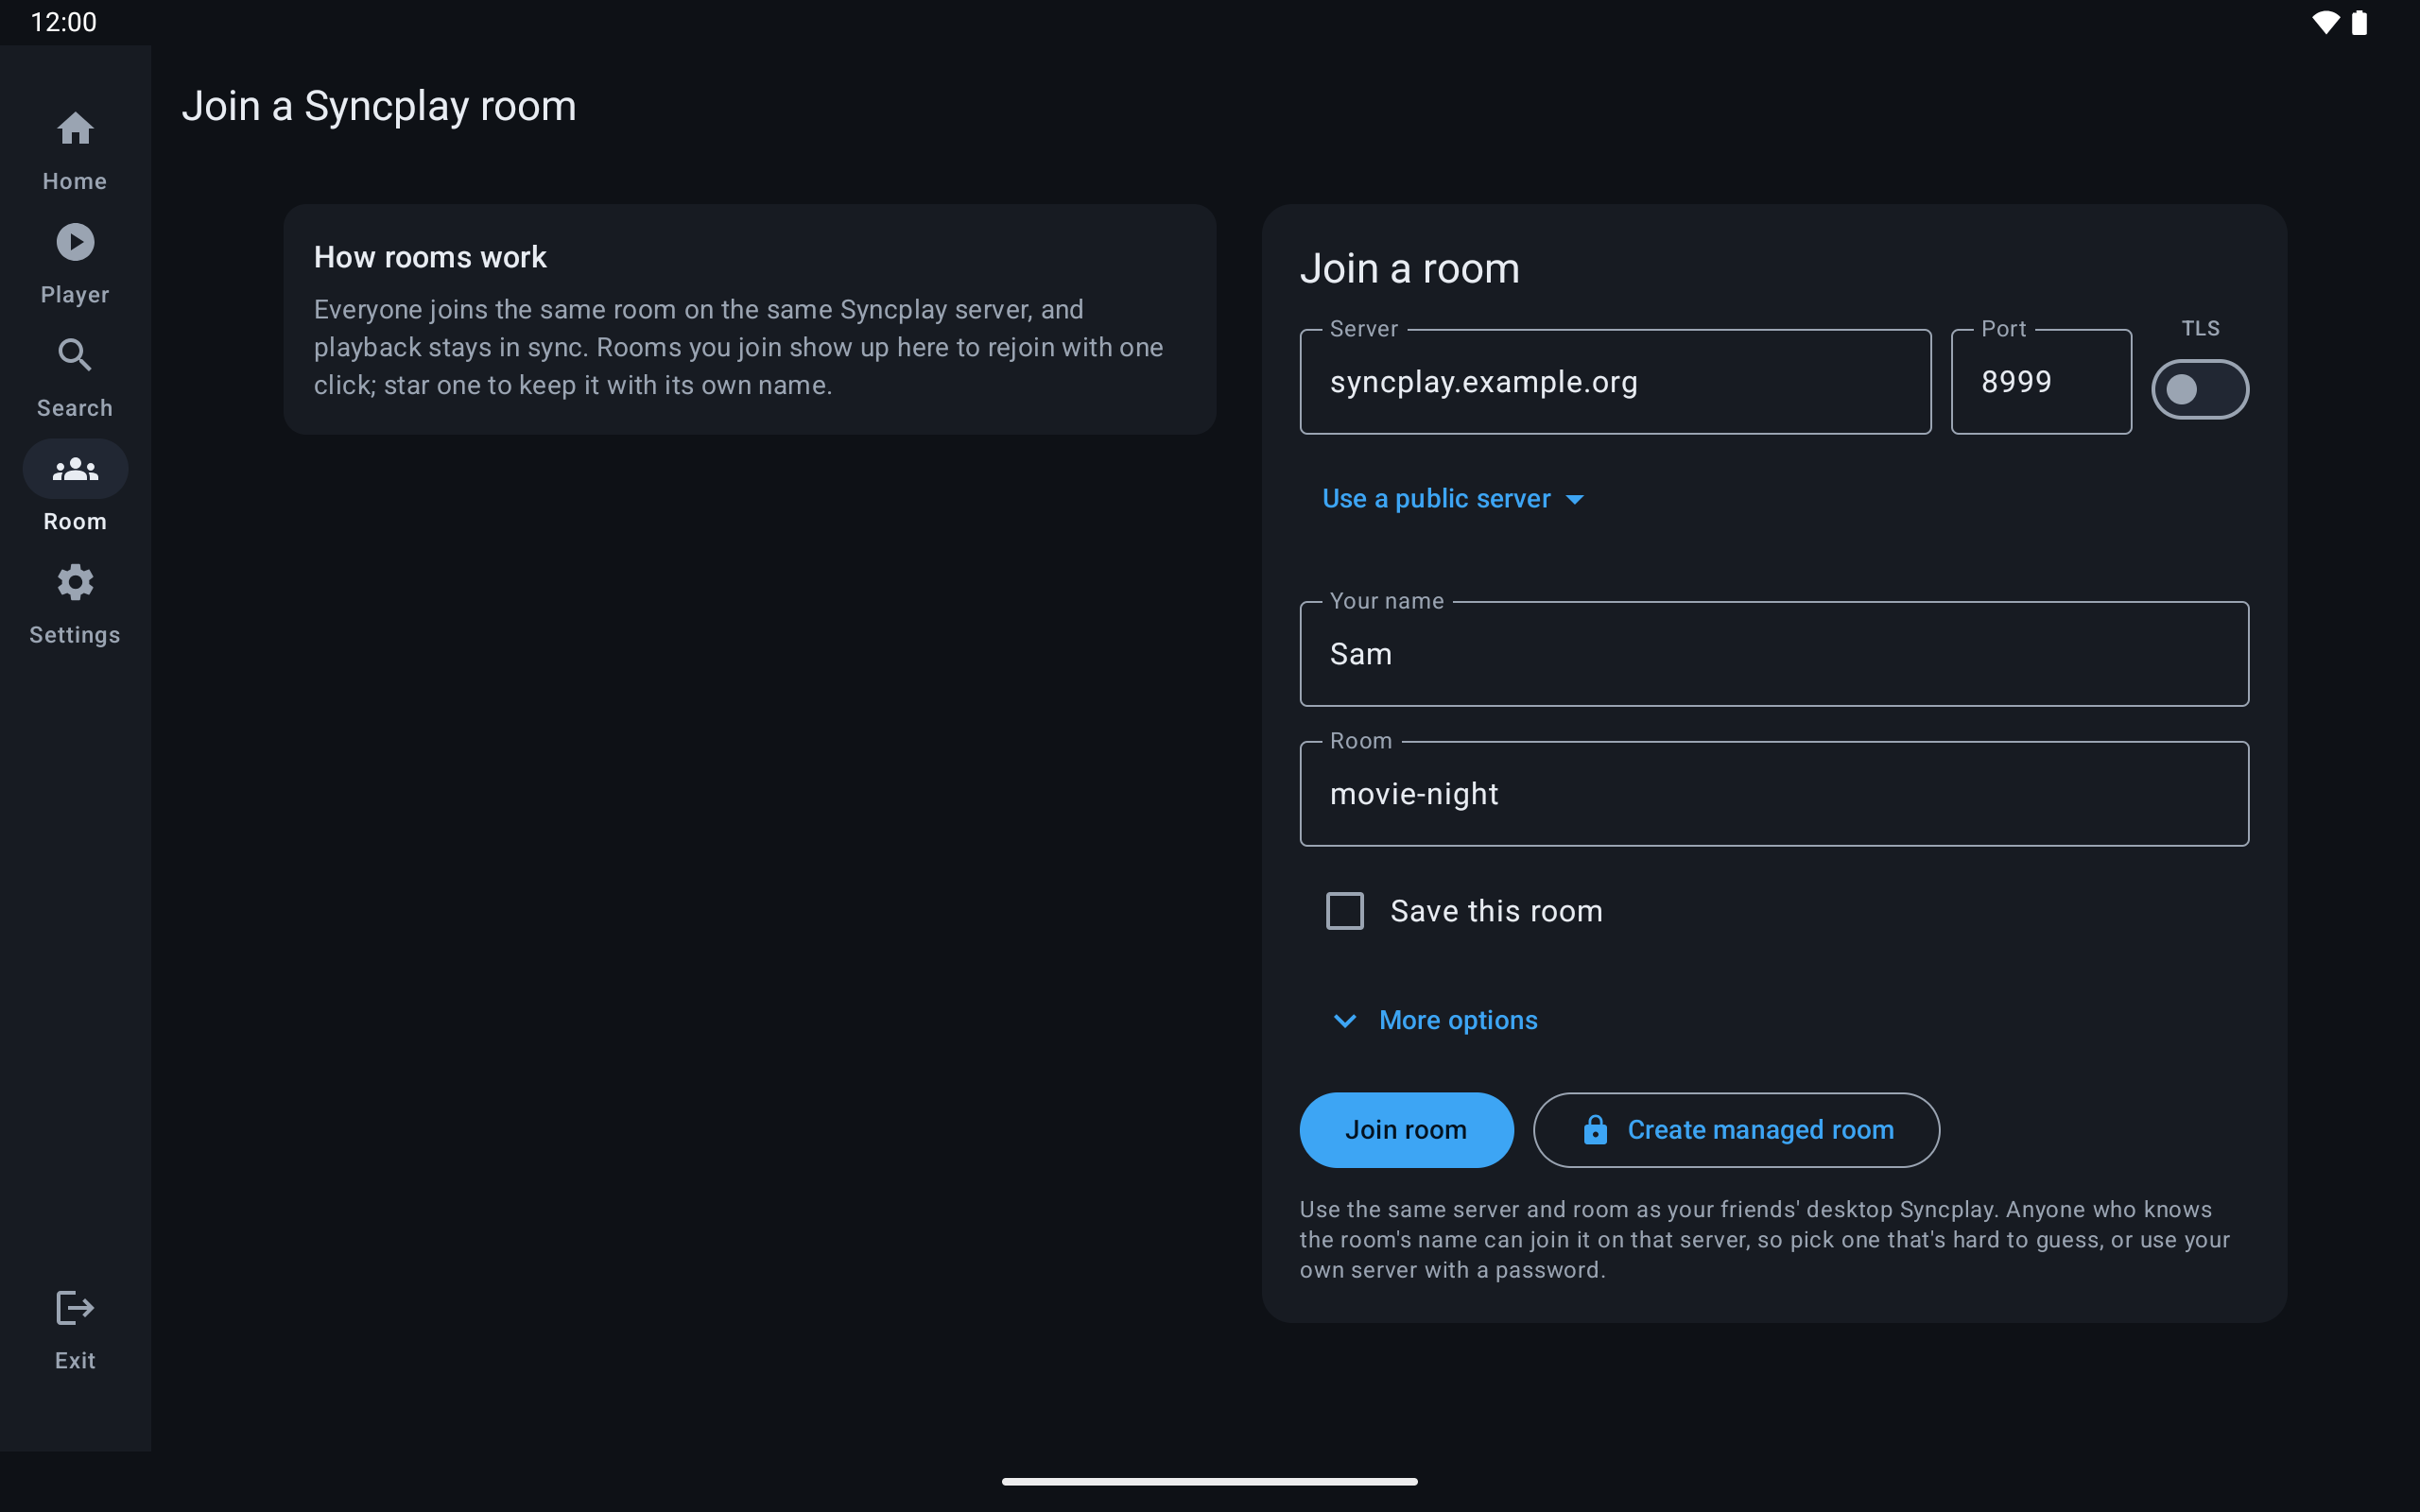 12:00
Home
Player
Search
Room
Settings
Exit
Join a Syncplay room
How rooms work
Everyone joins the same room on the same Syncplay server, and
playback stays in sync. Rooms you join show up here to rejoin with one
click; star one to keep it with its own name.
Join a room
Server
syncplay.example.org
Port
8999
TLS
Use a public server
Your name
Sam
Room
movie-night
Save this room
More options
Join room
Create managed room
Use the same server and room as your friends' desktop Syncplay. Anyone who knows
the room's name can join it on that server, so pick one that's hard to guess, or use your
own server with a password.